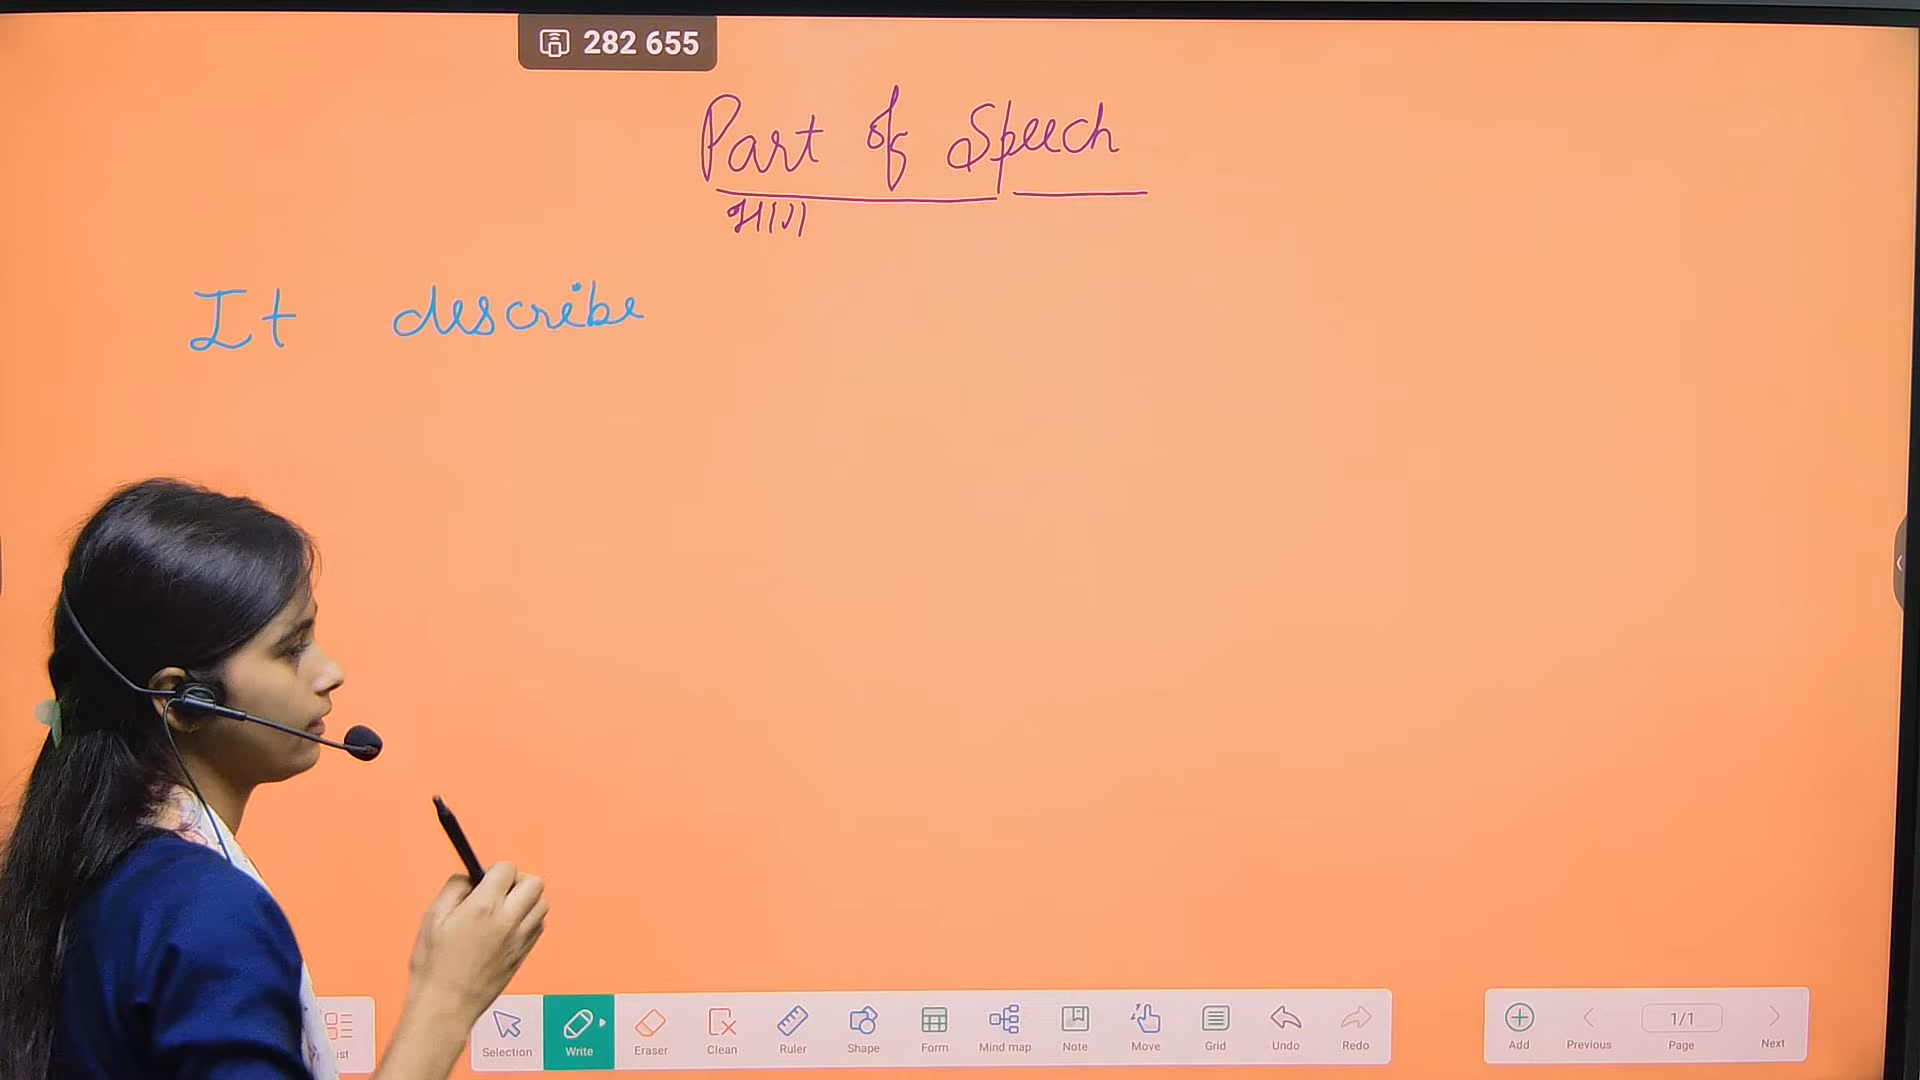 282 655
Part of Speech
भाग
It describe
Selection Write Eraser Clean Ruler Shape Form Mind map Note Move Grid Undo Redo Add Previous 1/1 Page Next